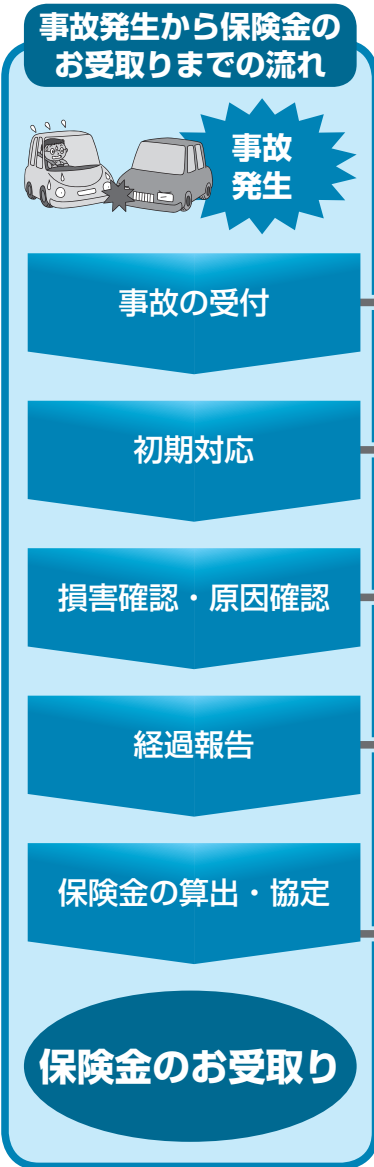 事故発生から保険金の
お受取りまでの流れ
事故
発生
事故の受付
初期対応
損害確認・原因確認
経過報告
保険金の算出・協定
保険金のお受取り